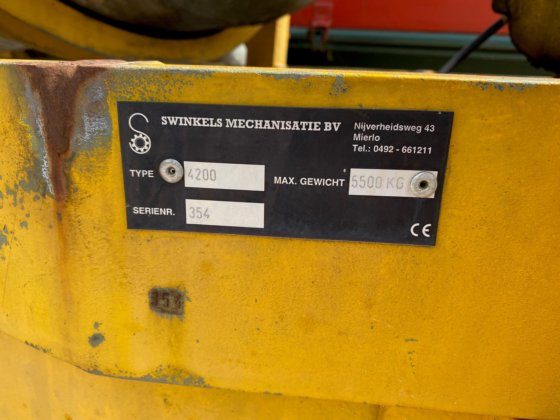 SWINKELS MECHANISATIE BV
Nijverheidsweg 43
Mierlo
Tel.: 0492 - 661211
TYPE 4200
MAX. GEWICHT 5500 KG
SERIENR. 354
CE